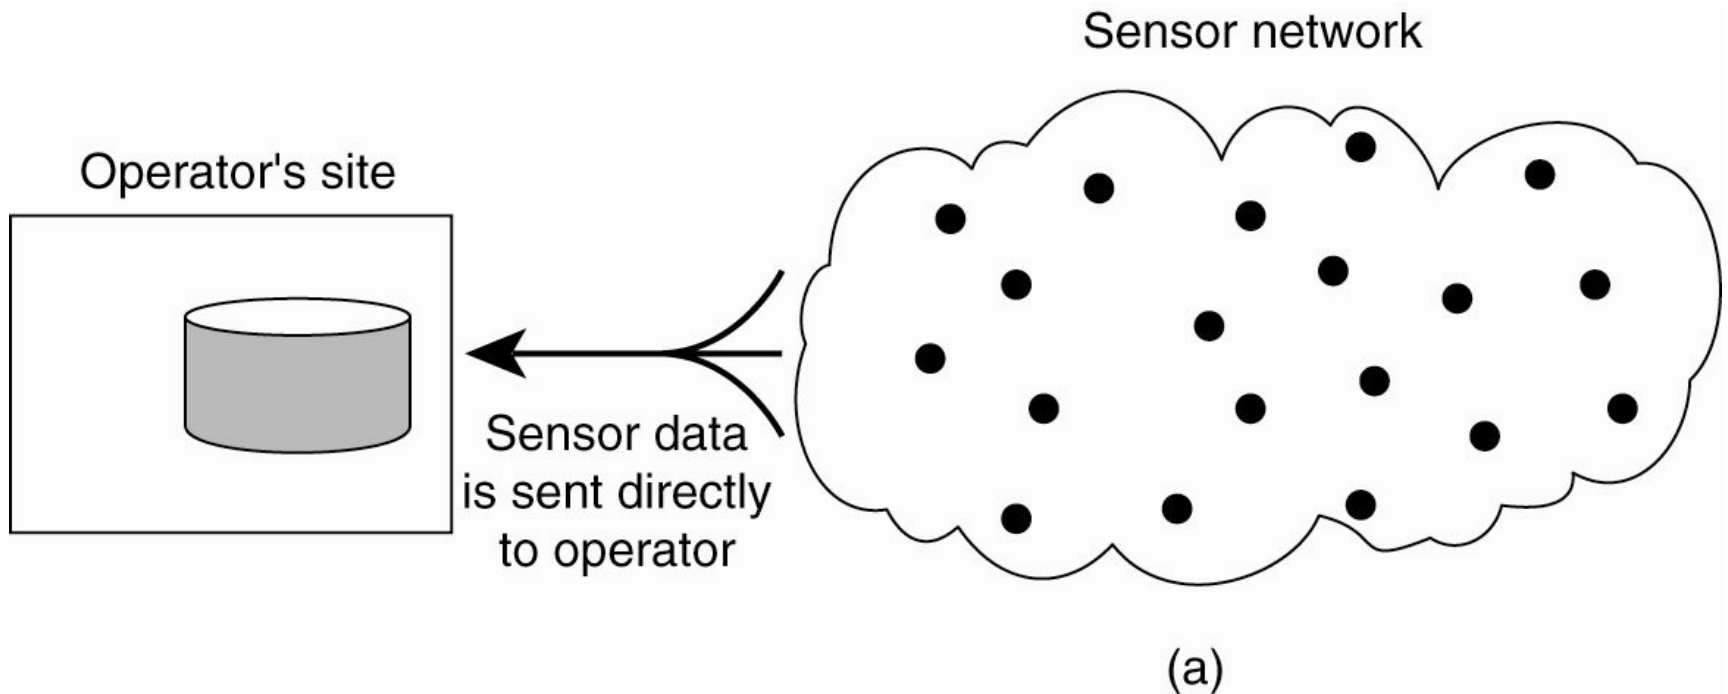 Sensor network
Operator's site
Sensor data
is sent directly
to operator
(a)